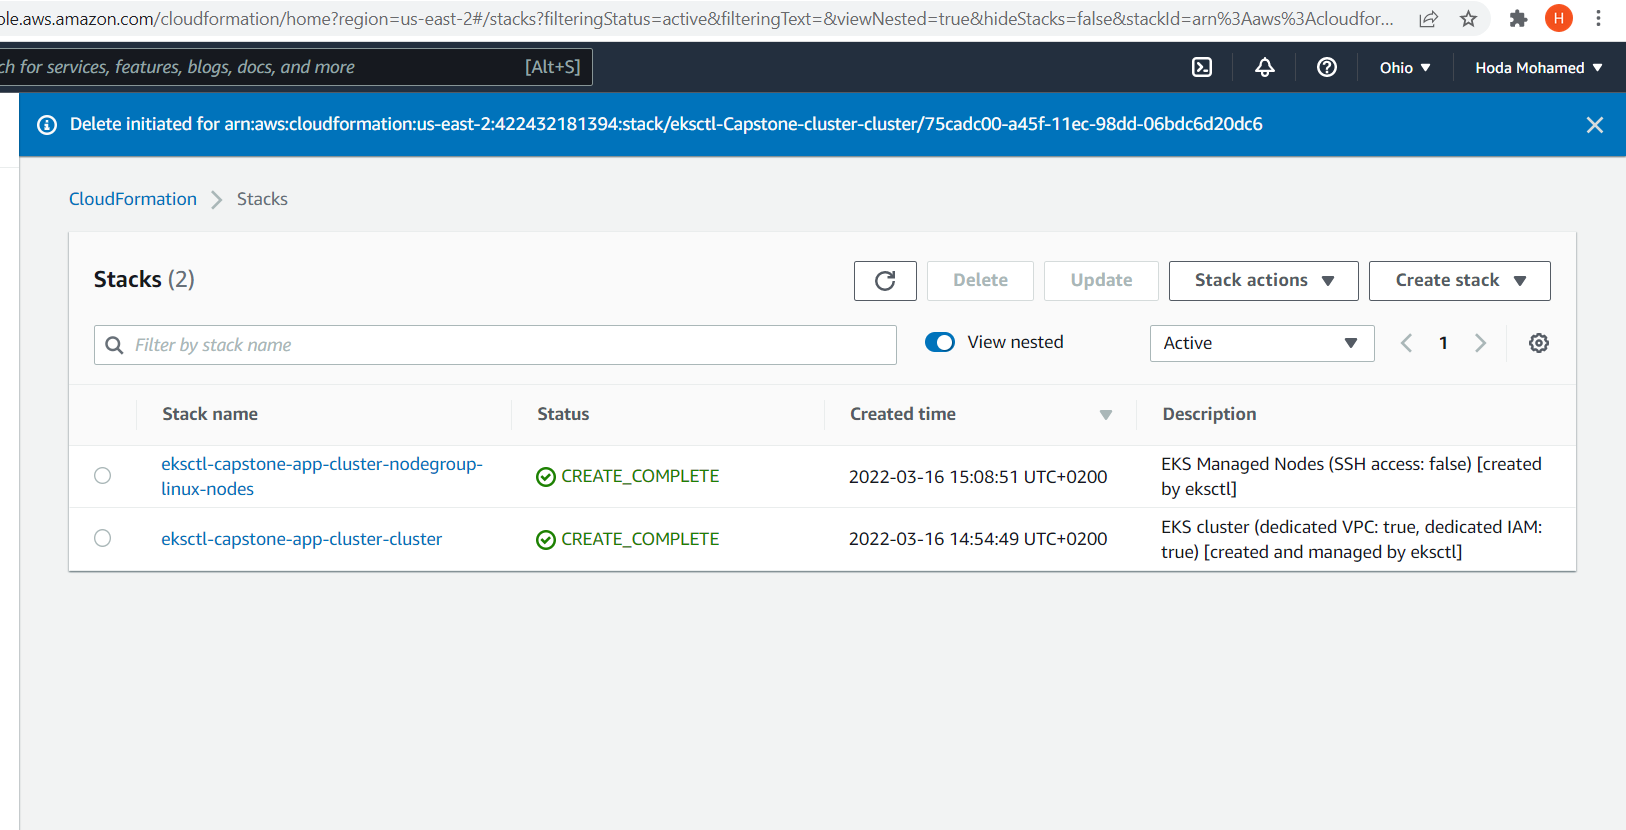 ole.aws.amazon.com/cloudformation/home?region=us-east-2#/stacks?filteringStatus=active&filteringText=&viewNested=true&hideStacks=false&stackId=arn%3Aaws%3Acloudfor...
H
ch for services, features, blogs, docs, and more [Alt+S]
Ohio ▼
Hoda Mohamed ▼
Delete initiated for arn:aws:cloudformation:us-east-2:422432181394:stack/eksctl-Capstone-cluster-cluster/75cadc00-a45f-11ec-98dd-06bdc6d20dc6
CloudFormation > Stacks
Stacks (2)
Delete
Update
Stack actions ▼
Create stack ▼
Filter by stack name
View nested
Active
1
Stack name
Status
Created time
Description
eksctl-capstone-app-cluster-nodegroup-
linux-nodes
CREATE_COMPLETE
2022-03-16 15:08:51 UTC+0200
EKS Managed Nodes (SSH access: false) [created
by eksctl]
eksctl-capstone-app-cluster-cluster
CREATE_COMPLETE
2022-03-16 14:54:49 UTC+0200
EKS cluster (dedicated VPC: true, dedicated IAM:
true) [created and managed by eksctl]